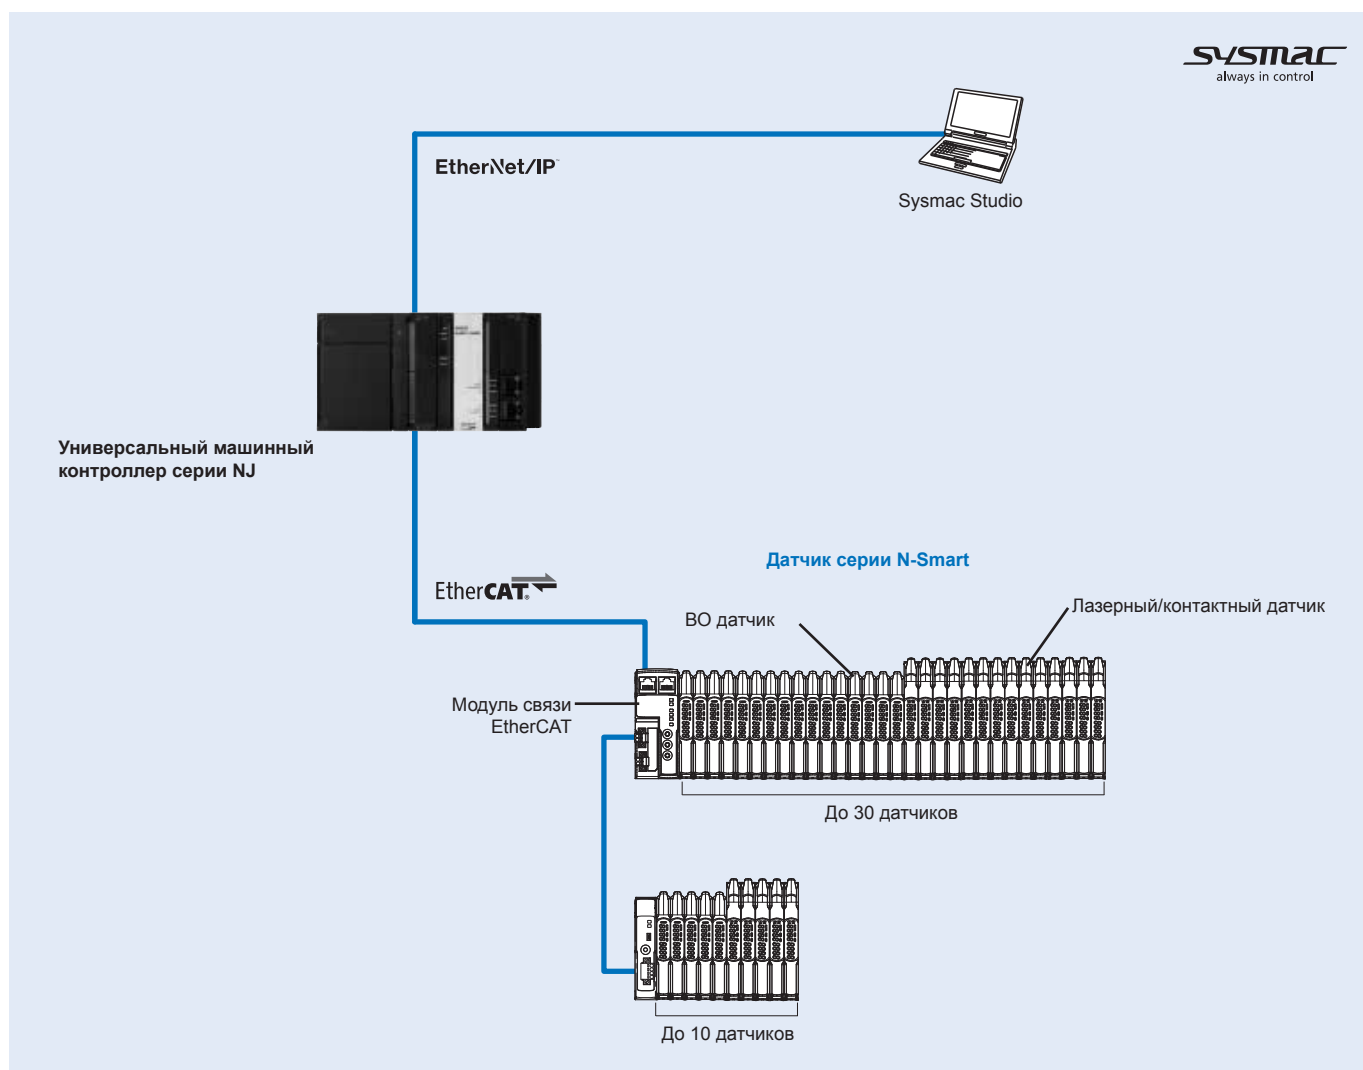 sysmac
always in control
EtherNet/IP
Sysmac Studio
Универсальный машинный
контроллер серии NJ
Датчик серии N-Smart
EtherCAT®
ВО датчик
Лазерный/контактный датчик
Модуль связи
EtherCAT
До 30 датчиков
До 10 датчиков